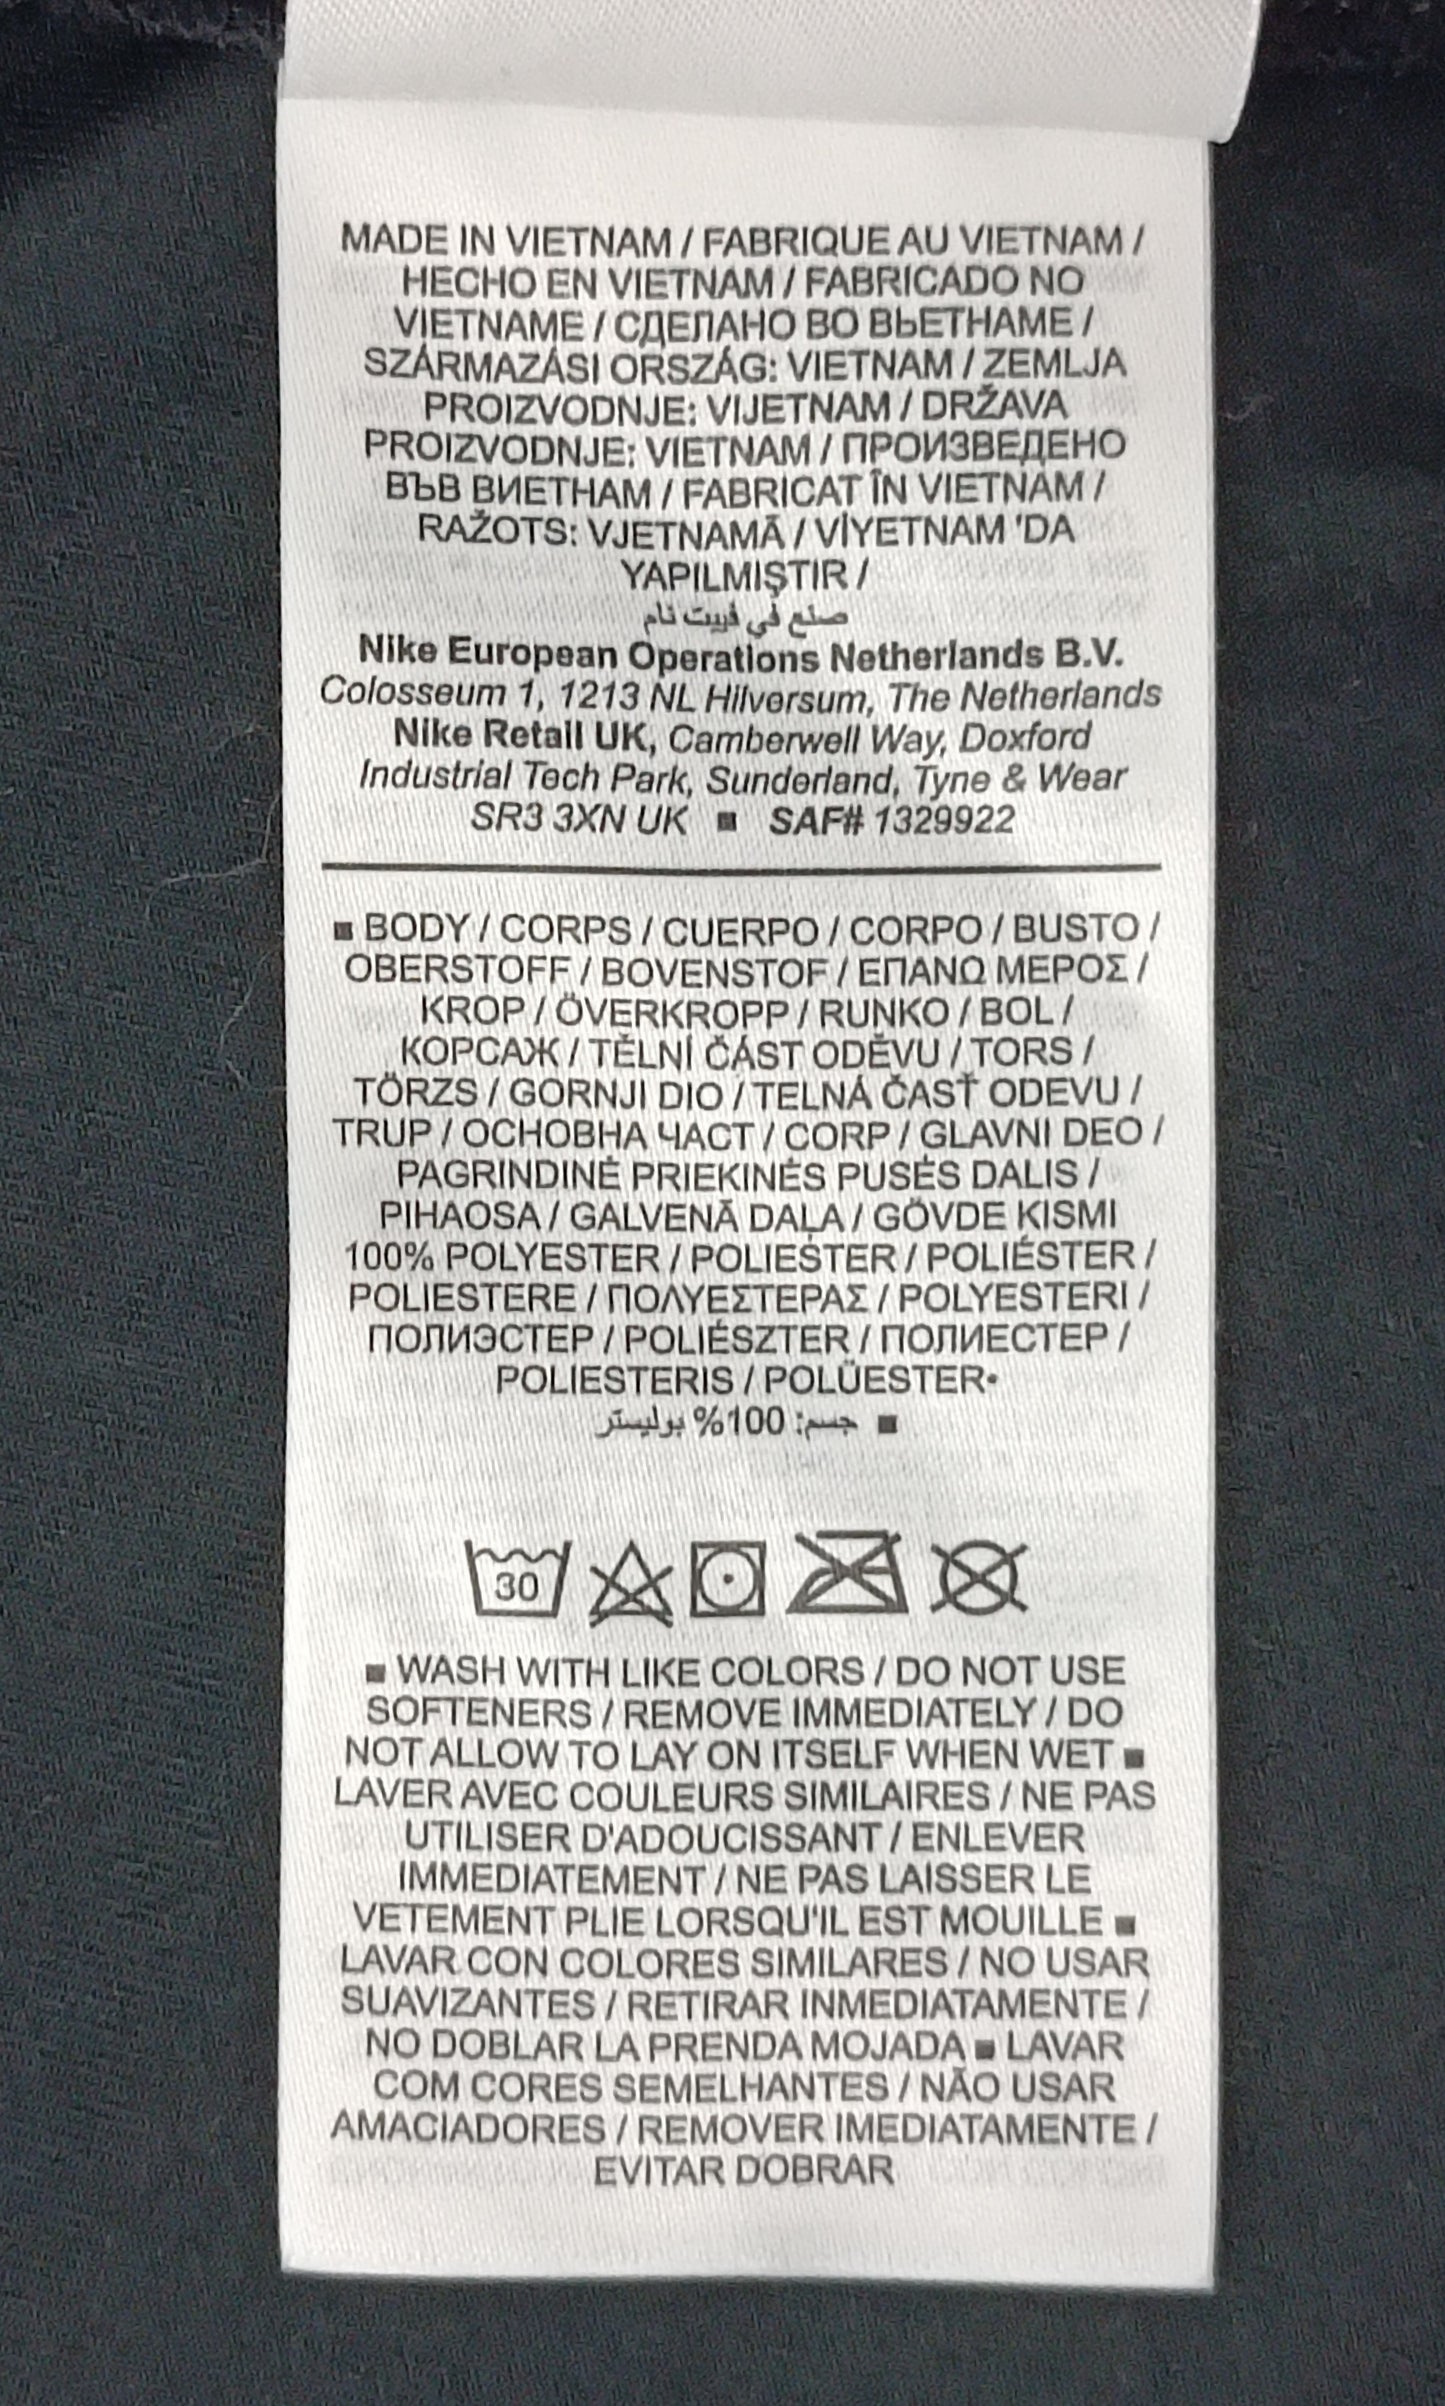 MADE IN VIETNAM / FABRIQUE AU VIETNAM /
HECHO EN VIETNAM / FABRICADO NO
VIETNAME / СДЕЛАНО ВО ВЬЕТНАМЕ /
SZÁRMAZÁSI ORSZÁG: VIETNAM / ZEMLJA
PROIZVODNJE: VIJETNAM / DRŽAVA
PROIZVODNJE: VIETNAM / ПРОИЗВЕДЕНО
ВЪВ ВИЕТНАМ / FABRICAT ÎN VIETNAM /
RAŽOTS: VJETNAMĀ / VİYETNAM 'DA
YAPILMIŞTIR /
صنع في فييت نام
Nike European Operations Netherlands B.V.
Colosseum 1, 1213 NL Hilversum, The Netherlands
Nike Retail UK, Camberwell Way, Doxford
Industrial Tech Park, Sunderland, Tyne & Wear
SR3 3XN UK ■ SAF# 1329922
■ BODY / CORPS / CUERPO / CORPO / BUSTO /
OBERSTOFF / BOVENSTOF / ΕΠΑΝΩ ΜΕΡΟΣ /
KROP / ÖVERKROPP / RUNKO / BOL /
КОРСАЖ / TĚLNÍ ČÁST ODĚVU / TORS /
TÖRZS / GORNJI DIO / TELNÁ ČASŤ ODEVU /
TRUP / ОСНОВНА ЧАСТ / CORP / GLAVNI DEO /
PAGRINDINĖ PRIEKINĖS PUSĖS DALIS /
PIHAOSA / GALVENĀ DAĻA / GÖVDE KISMI
100% POLYESTER / POLIESTER / POLIÉSTER /
POLIESTERE / ΠΟΛΥΕΣΤΕΡΑΣ / POLYESTERI /
ПОЛИЭСТЕР / POLIÉSZTER / ПОЛИЕСТЕР /
POLIESTERIS / POLÜESTER•
■ جسم: 100% بوليستر
30
■ WASH WITH LIKE COLORS / DO NOT USE
SOFTENERS / REMOVE IMMEDIATELY / DO
NOT ALLOW TO LAY ON ITSELF WHEN WET ■
LAVER AVEC COULEURS SIMILAIRES / NE PAS
UTILISER D'ADOUCISSANT / ENLEVER
IMMEDIATEMENT / NE PAS LAISSER LE
VETEMENT PLIE LORSQU'IL EST MOUILLE ■
LAVAR CON COLORES SIMILARES / NO USAR
SUAVIZANTES / RETIRAR INMEDIATAMENTE /
NO DOBLAR LA PRENDA MOJADA ■ LAVAR
COM CORES SEMELHANTES / NÃO USAR
AMACIADORES / REMOVER IMEDIATAMENTE /
EVITAR DOBRAR